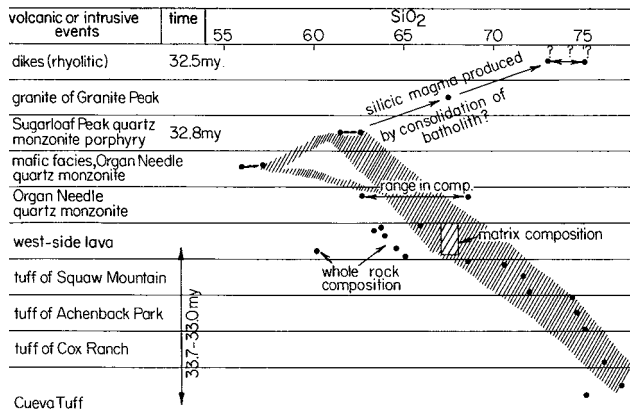 volcanic or intrusive events
time
SiO2
55 60 65 70 75
dikes (rhyolitic)
32.5my.
? ? ?
silicic magma produced
by consolidation of
batholith?
granite of Granite Peak
Sugarloaf Peak quartz
monzonite porphyry
32.8my
mafic facies,Organ Needle
quartz monzonite
Organ Needle
quartz monzonite
range in comp.
west-side lava
matrix composition
whole rock
composition
tuff of Squaw Mountain
tuff of Achenback Park
tuff of Cox Ranch
33.7-33.0my
Cueva Tuff